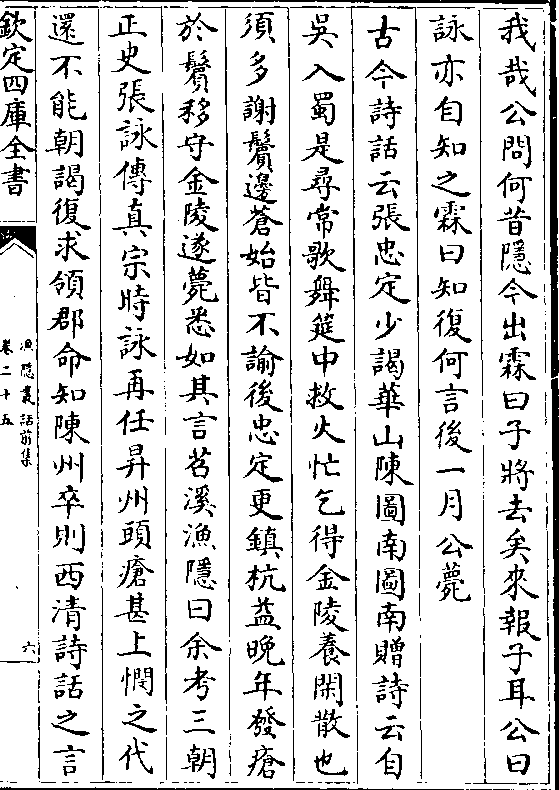 我哉公問何昔隱今出霖曰子將去矣來報子耳公曰
詠亦自知之霖曰知復何言後一月公薨
古今詩話云張忠定少謁華山陳圖南圖南贈詩云自
吳入蜀是尋常歌舞筵中救火忙乞得金陵養閑散也
須多謝鬢邊蒼始皆不諭後忠定更鎮杭益晚年發瘡
於鬢移守金陵遂薨悉如其言苕溪漁隱曰余考三朝
正史張詠傳真宗時詠再任昇州頭瘡甚上憫之代
還不能朝謁復求領郡命知陳州卒則西清詩話之言
欽定四庫全書
漁隱叢話前集
卷二十五
六